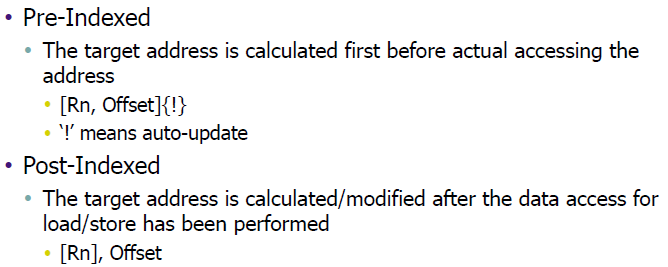 • Pre-Indexed
• The target address is calculated first before actual accessing the
address
• [Rn, Offset]{!}
• '!' means auto-update
• Post-Indexed
• The target address is calculated/modified after the data access for
load/store has been performed
• [Rn], Offset